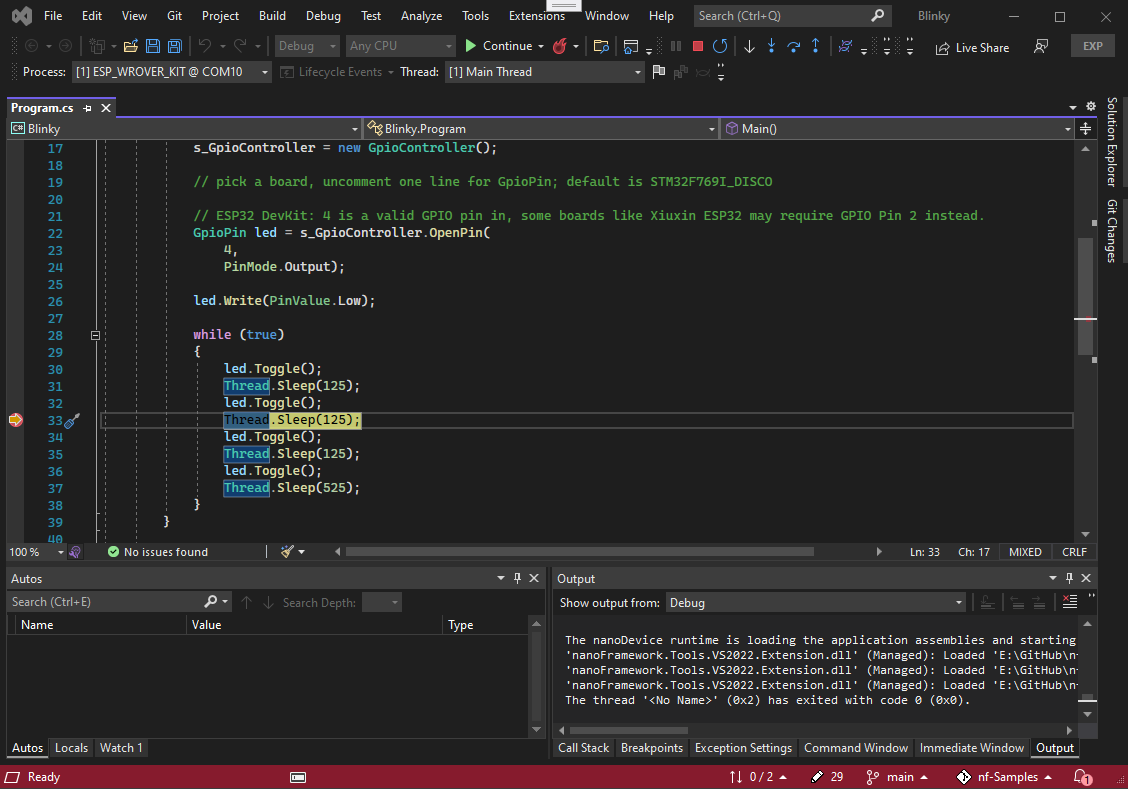 File Edit View Git Project Build Debug Test Analyze Tools Extensions Window Help Search (Ctrl+Q) Blinky
Debug Any CPU Continue Live Share EXP
Process: [1] ESP_WROVER_KIT @ COM10 Lifecycle Events Thread: [1] Main Thread
Program.cs
C# Blinky Blinky.Program Main()
Solution Explorer
Git Changes
17 s_GpioController = new GpioController();
18
19 // pick a board, uncomment one line for GpioPin; default is STM32F769I_DISCO
20
21 // ESP32 DevKit: 4 is a valid GPIO pin in, some boards like Xiuxin ESP32 may require GPIO Pin 2 instead.
22 GpioPin led = s_GpioController.OpenPin(
23 4,
24 PinMode.Output);
25
26 led.Write(PinValue.Low);
27
28 while (true)
29 {
30 led.Toggle();
31 Thread.Sleep(125);
32 led.Toggle();
33 Thread.Sleep(125);
34 led.Toggle();
35 Thread.Sleep(125);
36 led.Toggle();
37 Thread.Sleep(525);
38 }
39 }
40
100 % No issues found Ln: 33 Ch: 17 MIXED CRLF
Autos
Search (Ctrl+E) Search Depth:
Name Value Type
Autos Locals Watch 1
Output
Show output from: Debug
The nanoDevice runtime is loading the application assemblies and starting
'nanoFramework.Tools.VS2022.Extension.dll' (Managed): Loaded 'E:\GitHub\n
'nanoFramework.Tools.VS2022.Extension.dll' (Managed): Loaded 'E:\GitHub\n
'nanoFramework.Tools.VS2022.Extension.dll' (Managed): Loaded 'E:\GitHub\n
The thread '<No Name>' (0x2) has exited with code 0 (0x0).
Call Stack Breakpoints Exception Settings Command Window Immediate Window Output
Ready 0 / 2 29 main nf-Samples 1